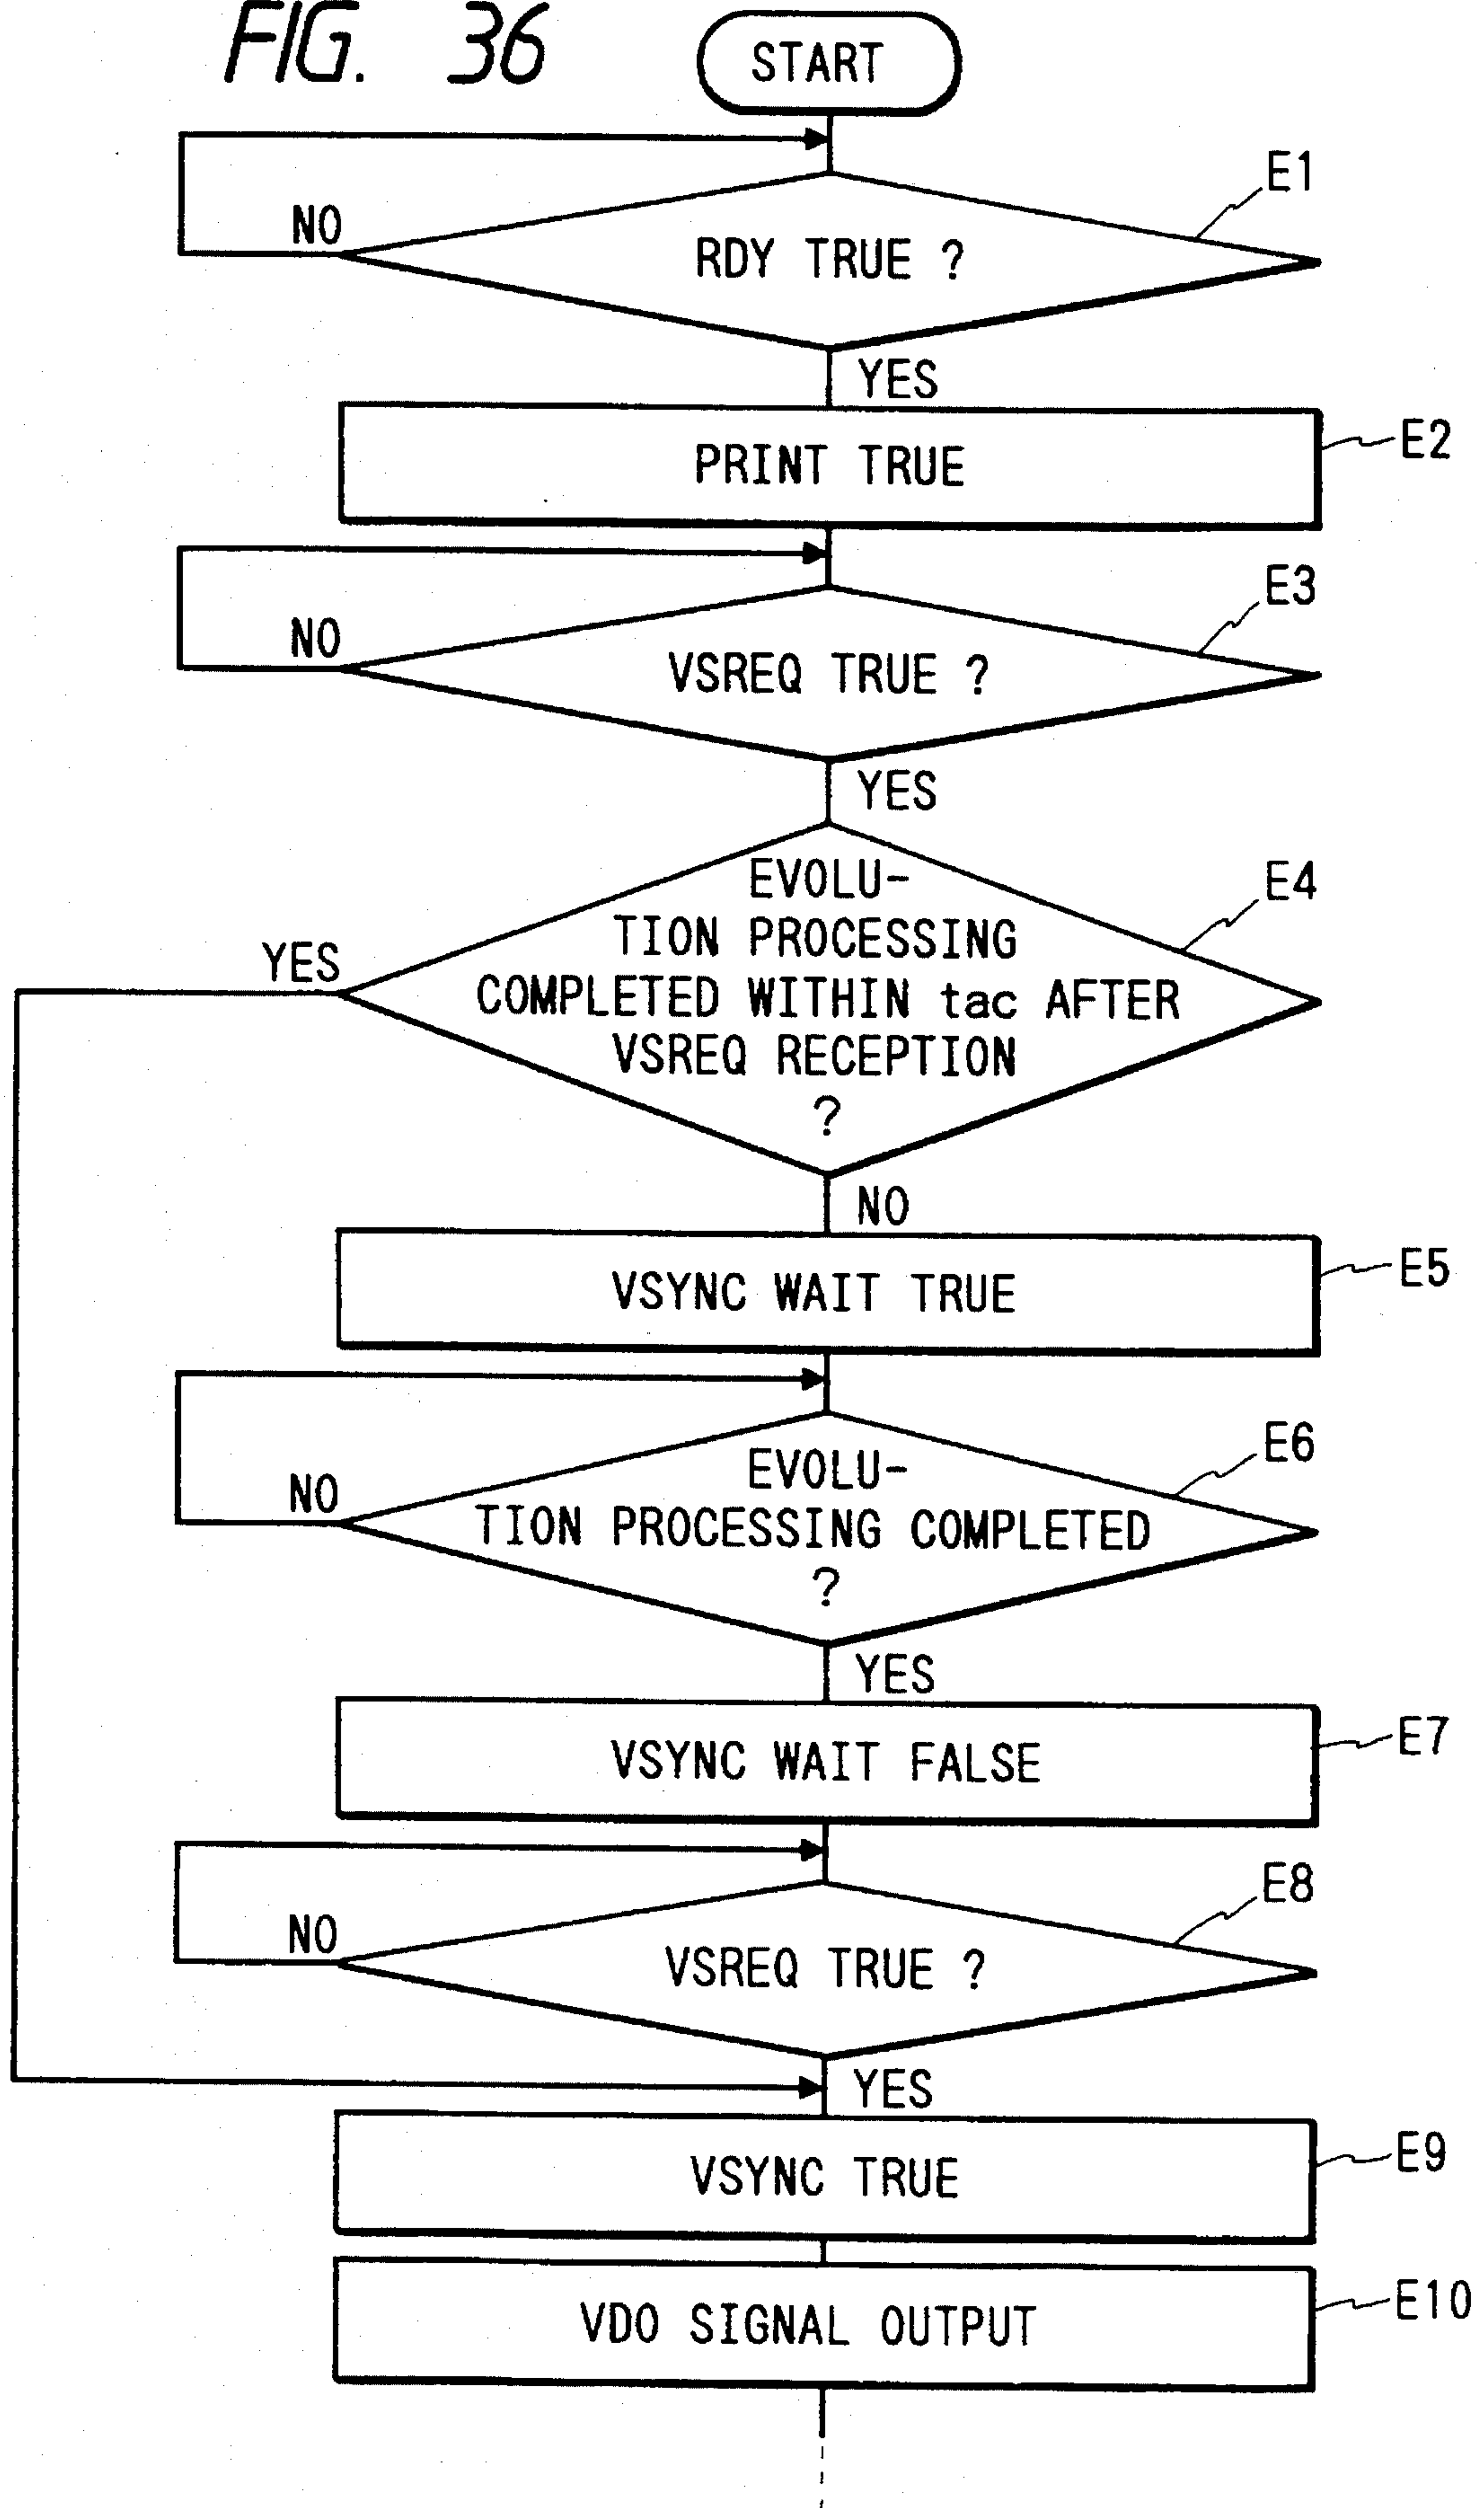 FIG. 36
START
E1
NO
RDY TRUE ?
YES
PRINT TRUE
E2
E3
NO
VSREQ TRUE ?
YES
E4
EVOLU-
YES
TION PROCESSING
COMPLETED WITHIN tac AFTER
VSREQ RECEPTION
?
NO
VSYNC WAIT TRUE
E5
E6
EVOLU-
NO
TION PROCESSING COMPLETED
?
YES
VSYNC WAIT FALSE
E7
E8
NO
VSREQ TRUE ?
YES
VSYNC TRUE
E9
VDO SIGNAL OUTPUT
E10